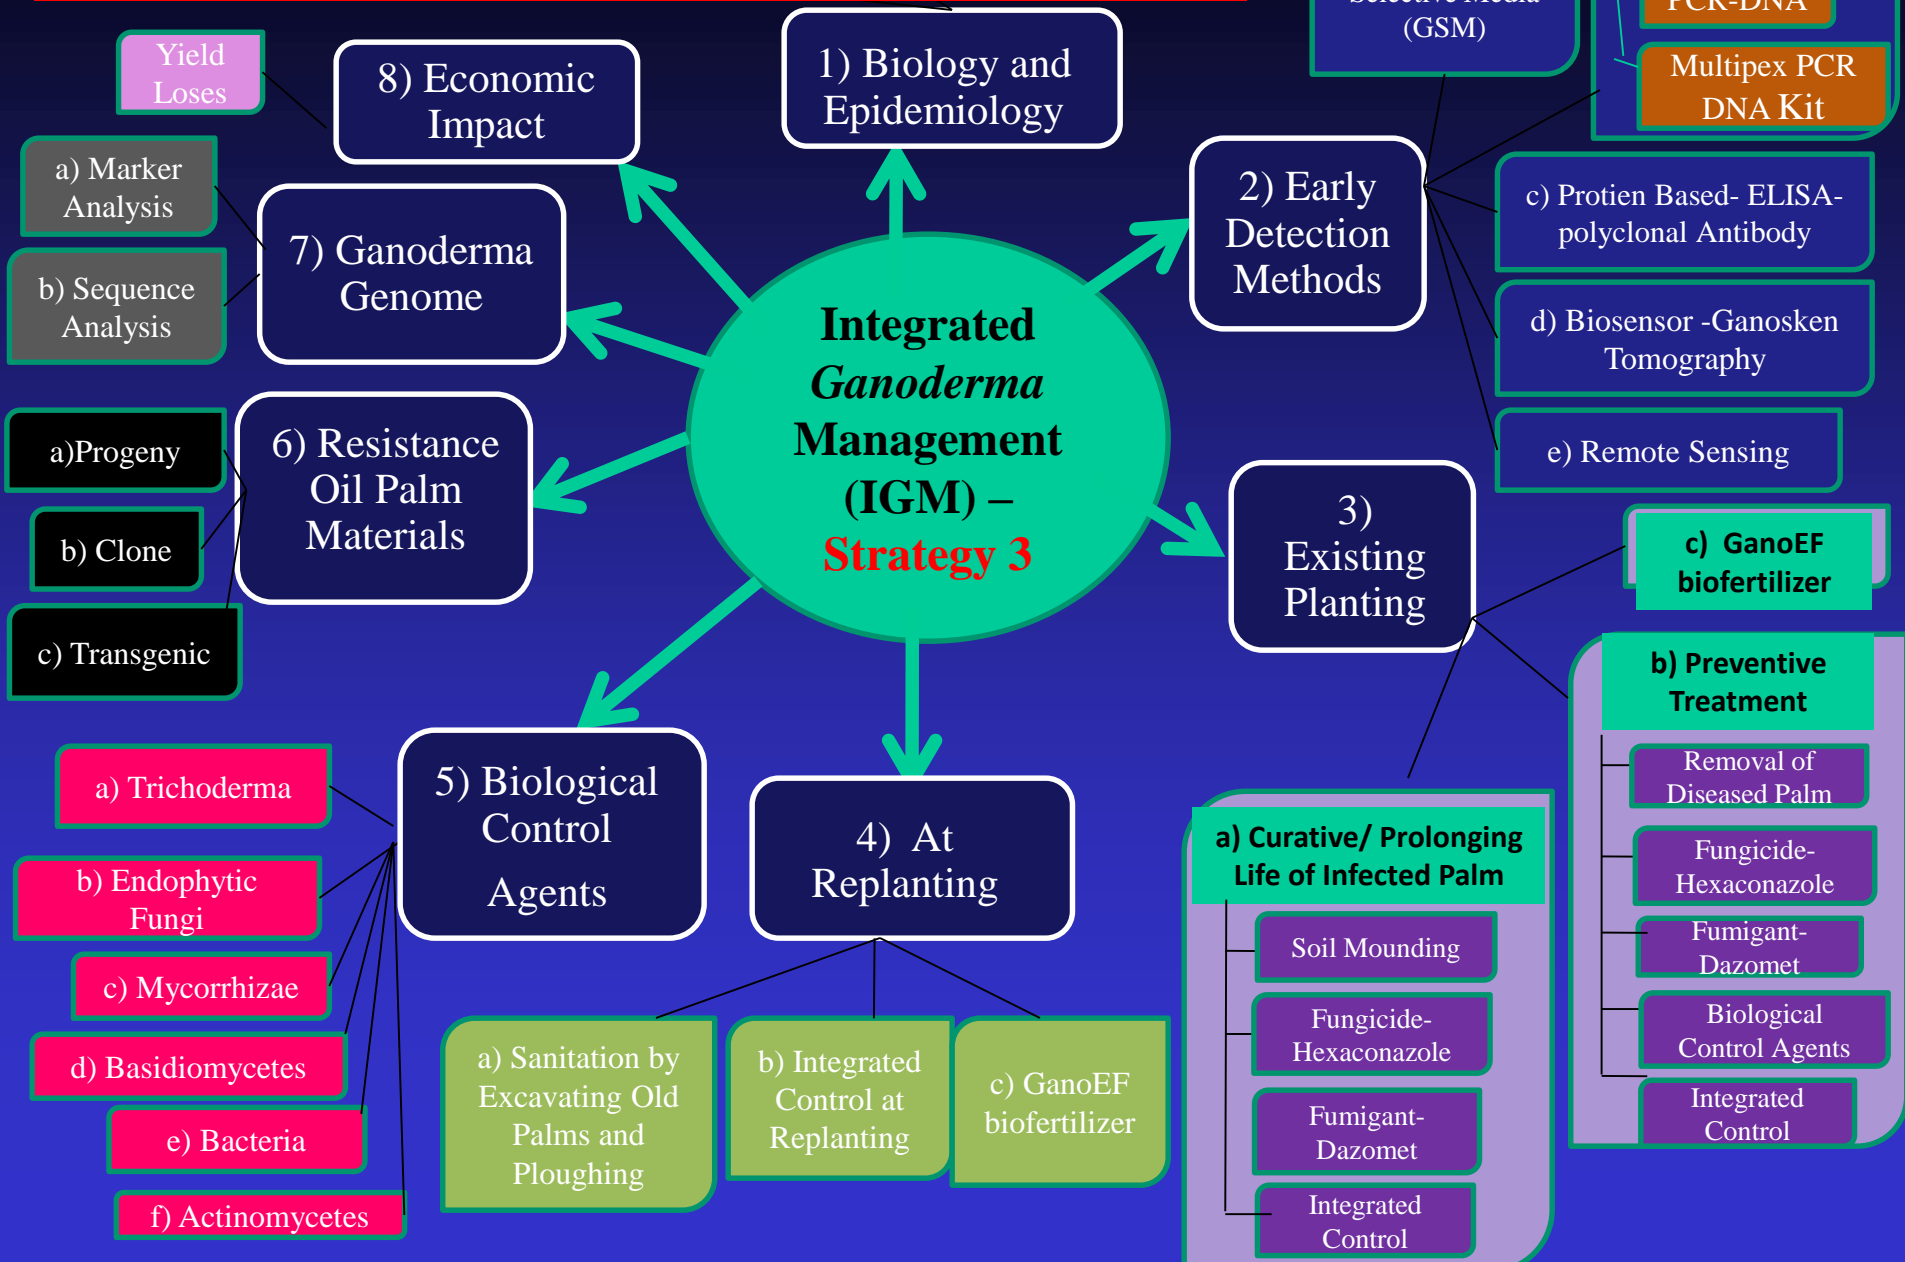 Integrated
Ganoderma
Management
(IGM) –
Strategy 3
1) Biology and
Epidemiology
2) Early
Detection
Methods
Selective Media
(GSM)
PCR-DNA
Multipex PCR
DNA Kit
c) Protien Based- ELISA-
polyclonal Antibody
d) Biosensor -Ganosken
Tomography
e) Remote Sensing
3)
Existing
Planting
c) GanoEF
biofertilizer
b) Preventive
Treatment
Removal of
Diseased Palm
Fungicide-
Hexaconazole
Fumigant-
Dazomet
Biological
Control Agents
Integrated
Control
a) Curative/ Prolonging
Life of Infected Palm
Soil Mounding
Fungicide-
Hexaconazole
Fumigant-
Dazomet
Integrated
Control
4) At
Replanting
a) Sanitation by
Excavating Old
Palms and
Ploughing
b) Integrated
Control at
Replanting
c) GanoEF
biofertilizer
5) Biological
Control
Agents
a) Trichoderma
b) Endophytic
Fungi
c) Mycorrhizae
d) Basidiomycetes
e) Bacteria
f) Actinomycetes
6) Resistance
Oil Palm
Materials
a)Progeny
b) Clone
c) Transgenic
7) Ganoderma
Genome
a) Marker
Analysis
b) Sequence
Analysis
8) Economic
Impact
Yield
Loses